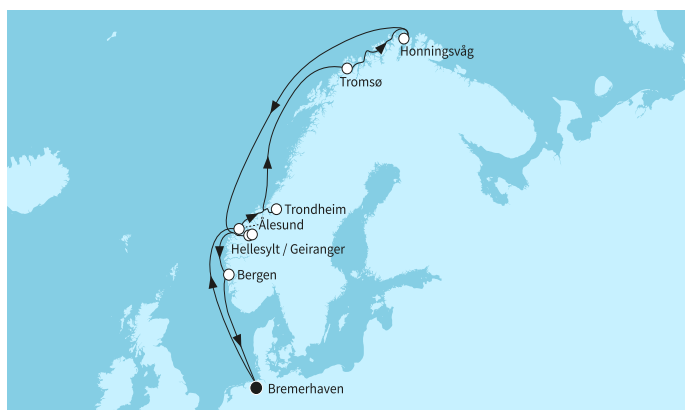 Honningsvåg
Tromsø
Trondheim
Ålesund
Hellesylt / Geiranger
Bergen
Bremerhaven